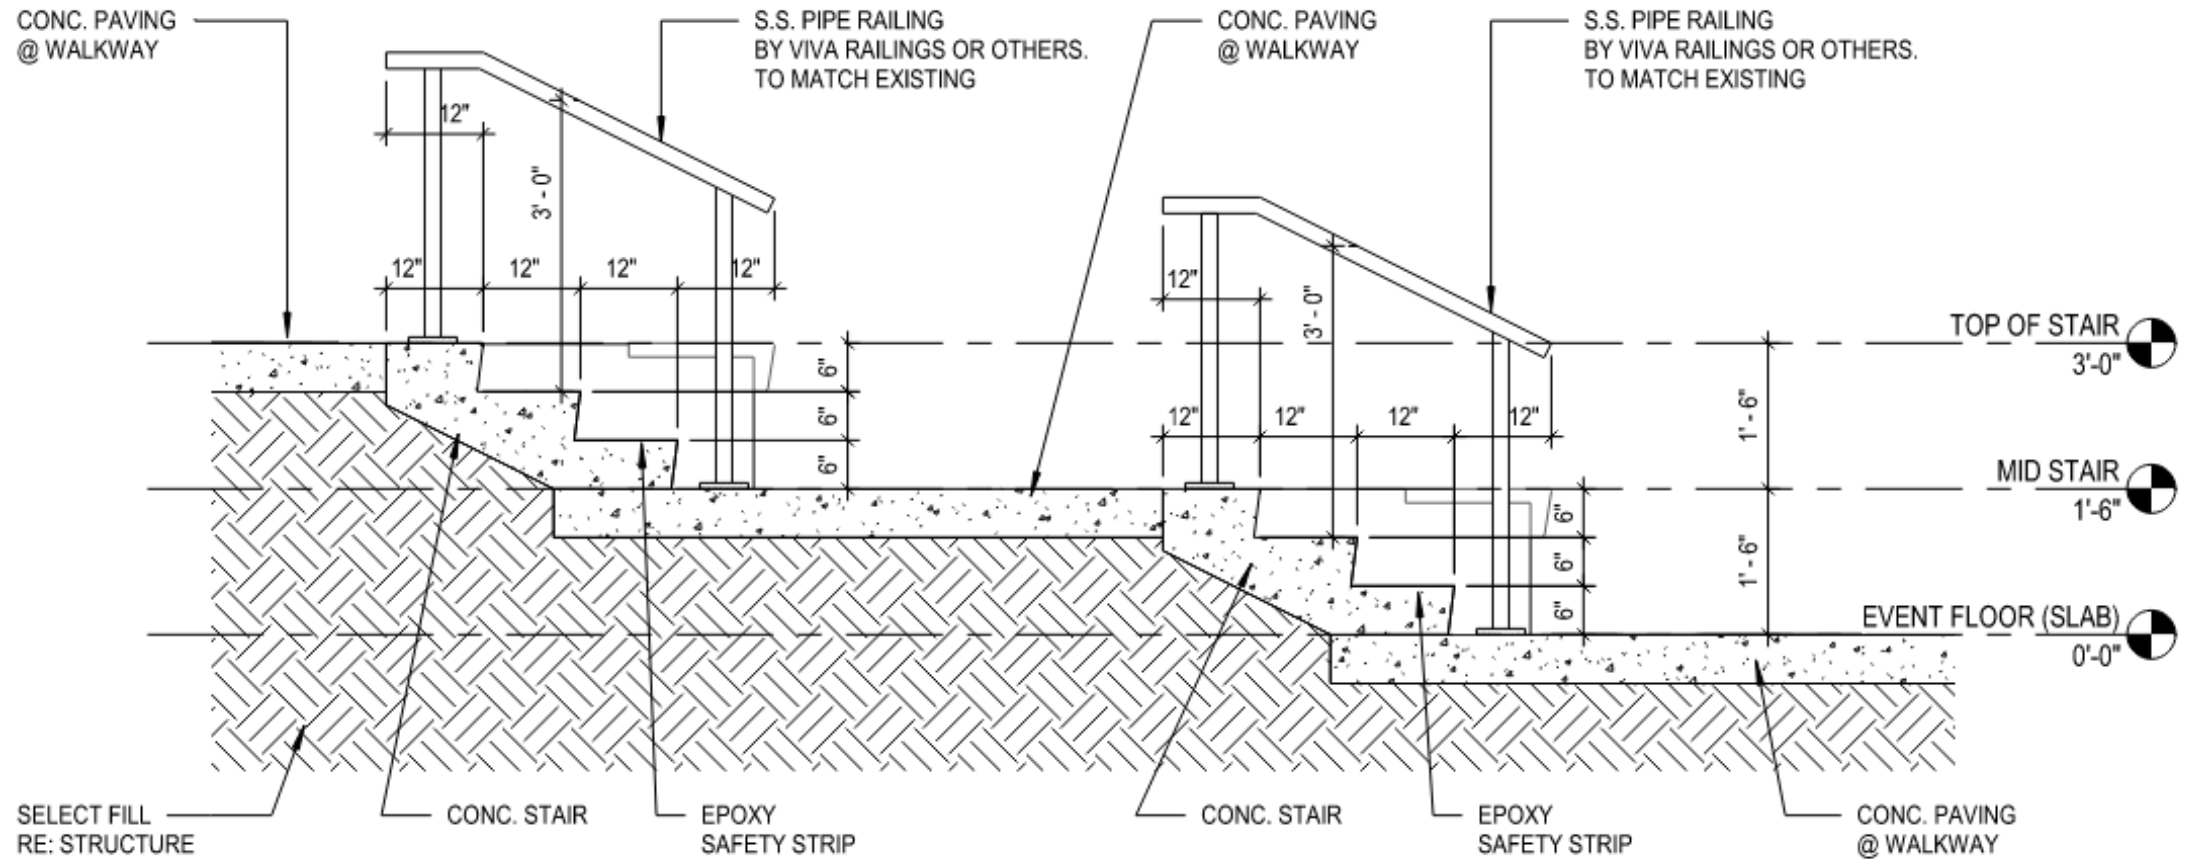 CONC. PAVING
@ WALKWAY
S.S. PIPE RAILING
BY VIVA RAILINGS OR OTHERS.
TO MATCH EXISTING
CONC. PAVING
@ WALKWAY
S.S. PIPE RAILING
BY VIVA RAILINGS OR OTHERS.
TO MATCH EXISTING
12"
3' - 0"
12"
12"
12"
12"
6"
6"
6"
12"
3' - 0"
12"
12"
12"
12"
6"
6"
6"
1' - 6"
1' - 6"
TOP OF STAIR
3'-0"
MID STAIR
1'-6"
EVENT FLOOR (SLAB)
0'-0"
SELECT FILL
RE: STRUCTURE
CONC. STAIR
EPOXY
SAFETY STRIP
CONC. STAIR
EPOXY
SAFETY STRIP
CONC. PAVING
@ WALKWAY